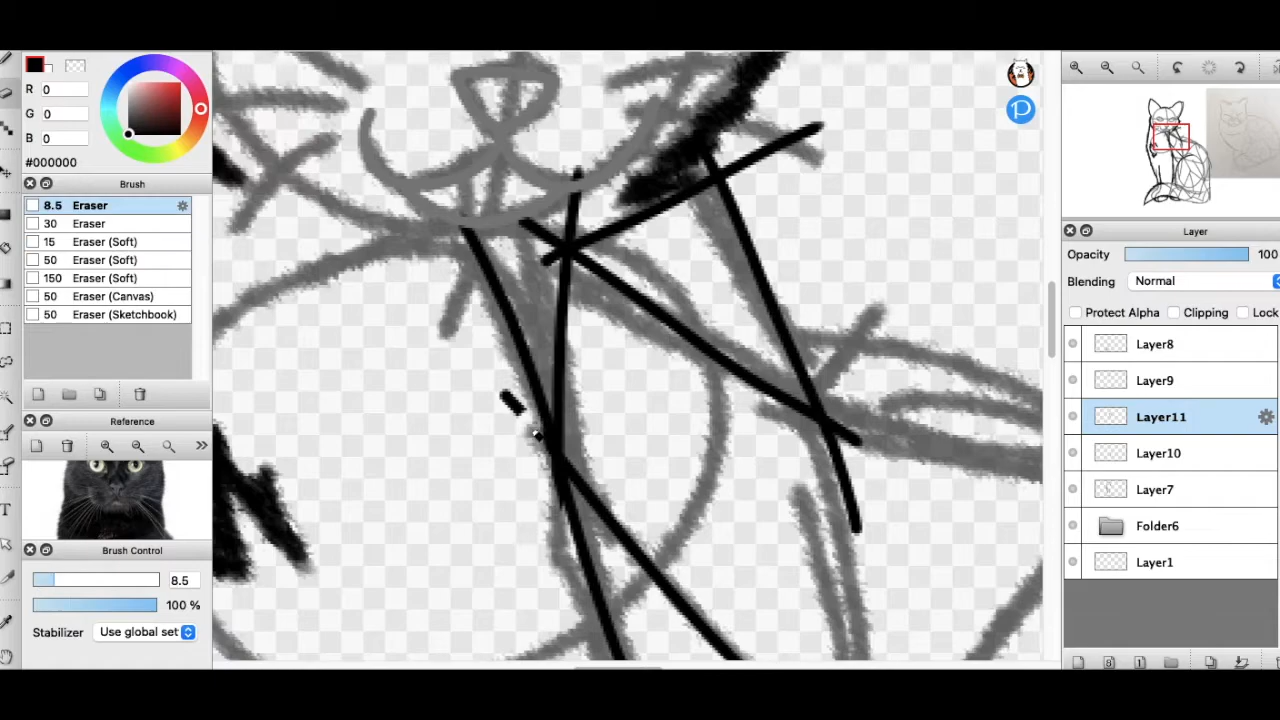 R 0
G 0
B 0
#000000
Brush
8.5 Eraser
30 Eraser
15 Eraser (Soft)
50 Eraser (Soft)
150 Eraser (Soft)
50 Eraser (Canvas)
50 Eraser (Sketchbook)
Reference
Brush Control
8.5
100 %
Stabilizer Use global set
T
P
Layer
Opacity 100
Blending Normal
Protect Alpha Clipping Lock
Layer8
Layer9
Layer11
Layer10
Layer7
Folder6
Layer1
8 1